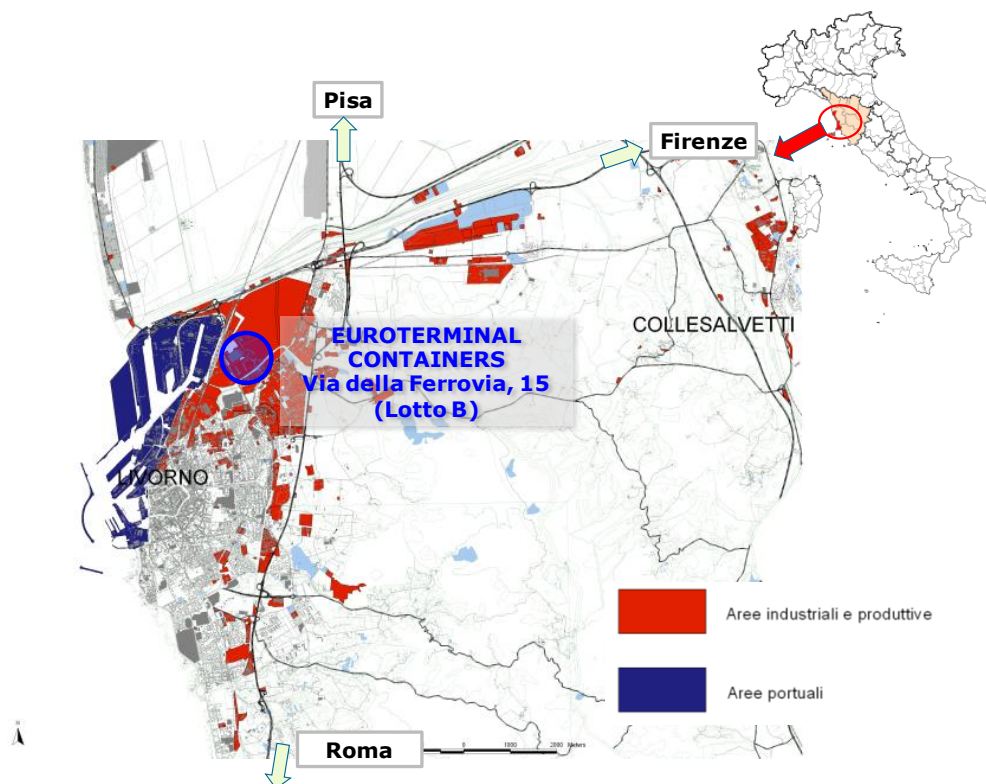 Pisa
Firenze
COLLESALVETTI
EUROTERMINAL
CONTAINERS
Via della Ferrovia, 15
(Lotto B)
LIVORNO
Aree industriali e produttive
Aree portuali
Roma
0 1000 2000 Meters
N